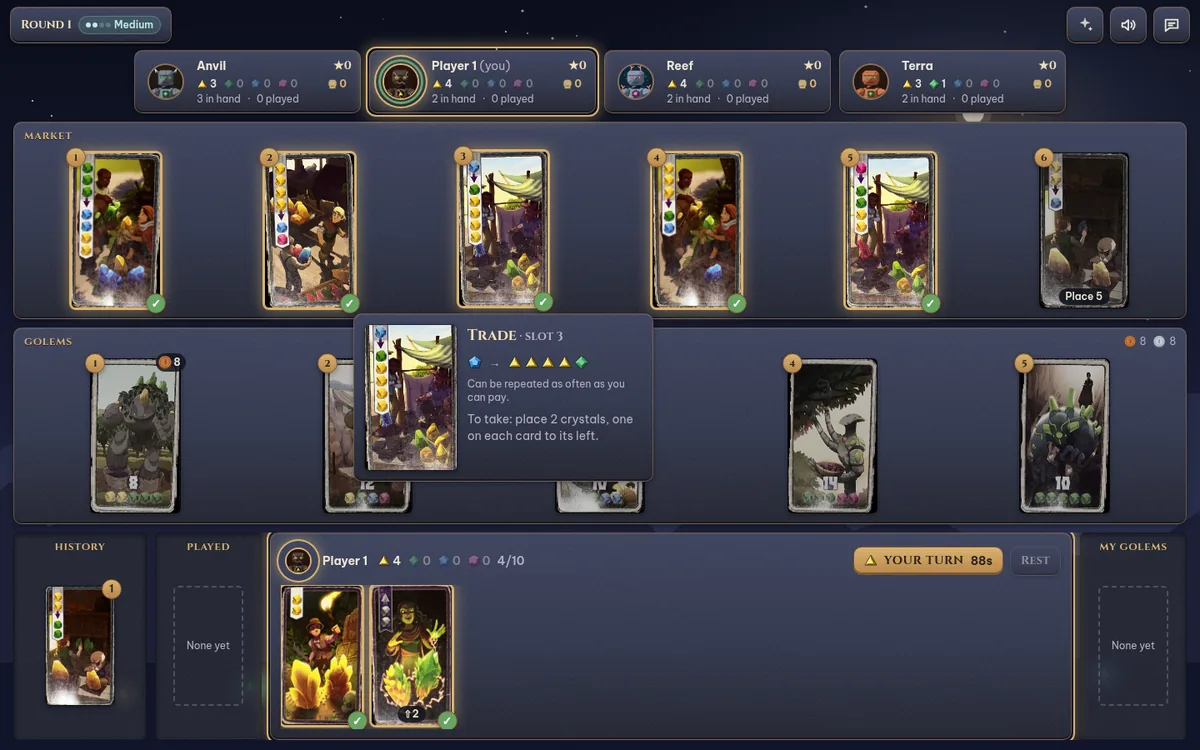 ROUND 1 Medium
Anvil ★0
3 0 0 0 0
3 in hand · 0 played
Player 1 (you) ★0
4 0 0 0 0
2 in hand · 0 played
Reef ★0
4 0 0 0 0
2 in hand · 0 played
Terra ★0
3 1 0 0 0
2 in hand · 0 played
MARKET
1
2
3
4
5
6
Place 5
GOLEMS
8 8
1
8
2
4
5
8
12
14
10
TRADE · SLOT 3
→
Can be repeated as often as you
can pay.
To take: place 2 crystals, one
on each card to its left.
HISTORY
1
PLAYED
None yet
Player 1 4 0 0 0 4/10
YOUR TURN 88s
REST
⇧2
MY GOLEMS
None yet